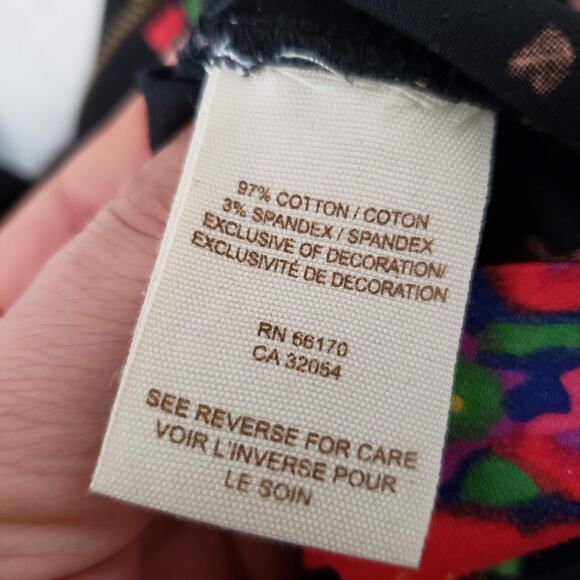 97% COTTON / COTON
3% SPANDEX / SPANDEX
EXCLUSIVE OF DECORATION/
EXCLUSIVITÉ DE DECORATION
RN 66170
CA 32054
SEE REVERSE FOR CARE
VOIR L'INVERSE POUR
LE SOIN